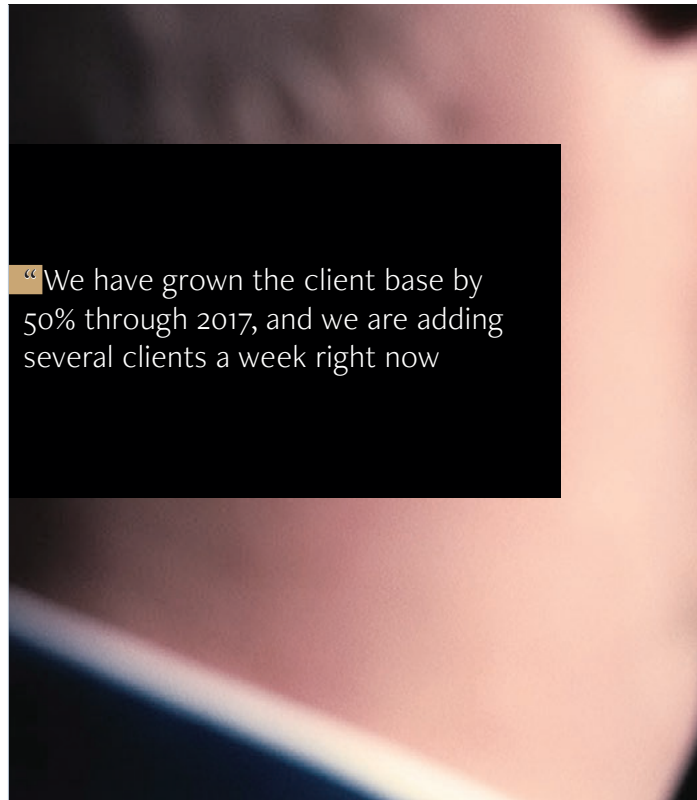 “We have grown the client base by
50% through 2017, and we are adding
several clients a week right now